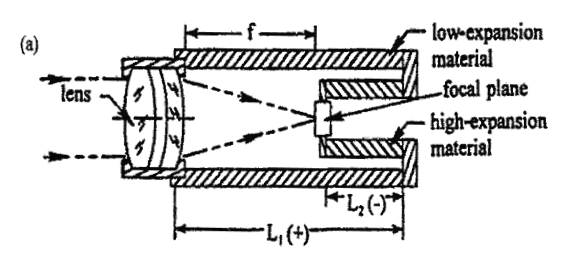 (a)
f
low-expansion
material
lens
focal plane
high-expansion
material
L₂ (-)
L₁ (+)